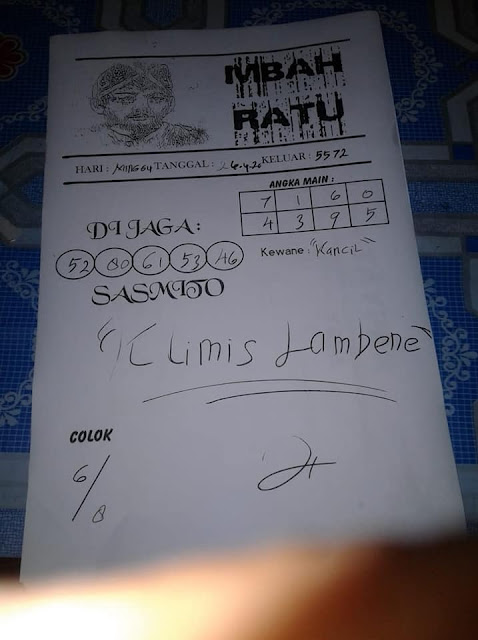 MBAH
RATU
HARI : MINGGU TANGGAL : 26.4.20 KELUAR : 5572
ANGKA MAIN :
7 1 6 0
4 3 9 5
DI JAGA :
52 80 61 53 46
Kewane : "Kancil"
SASMITO
"Klimis Lambene"
COLOK
6/8